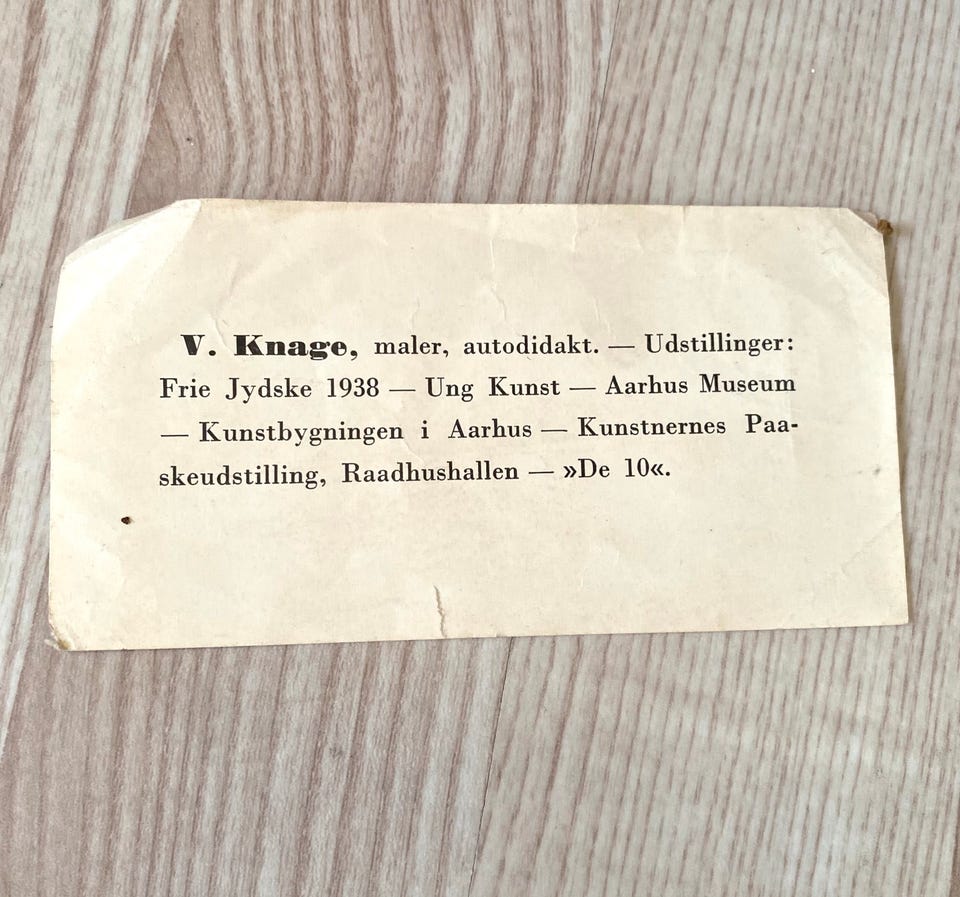 V. Knage, maler, autodidakt. — Udstillinger:
Frie Jydske 1938 — Ung Kunst — Aarhus Museum
— Kunstbygningen i Aarhus — Kunstnernes Paa-
skeudstilling, Raadhushallen — »De 10«.